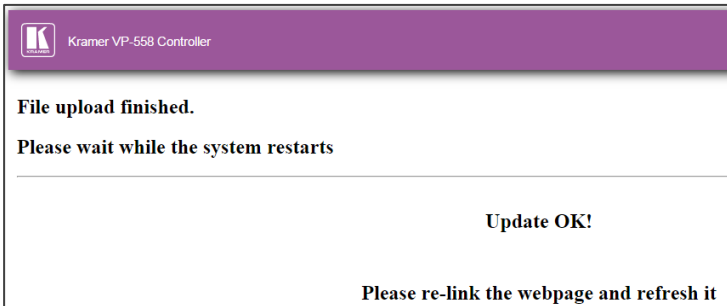 KRAMER
Kramer VP-558 Controller
File upload finished.
Please wait while the system restarts
Update OK!
Please re-link the webpage and refresh it